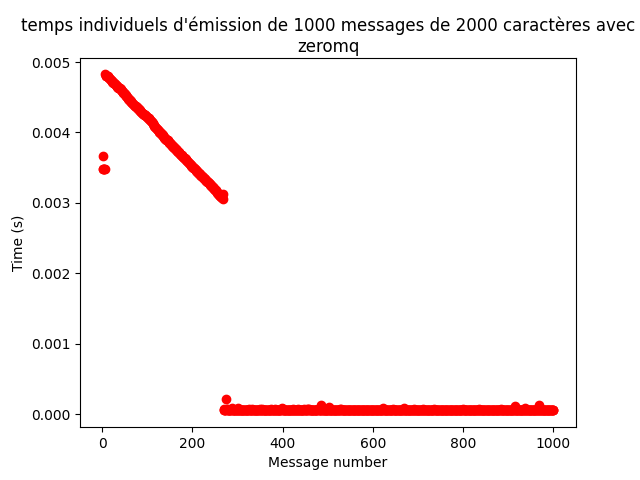 temps individuels d'émission de 1000 messages de 2000 caractères avec
zeromq
0.005
0.004
0.003
0.002
0.001
0.000
Time (s)
0 200 400 600 800 1000
Message number